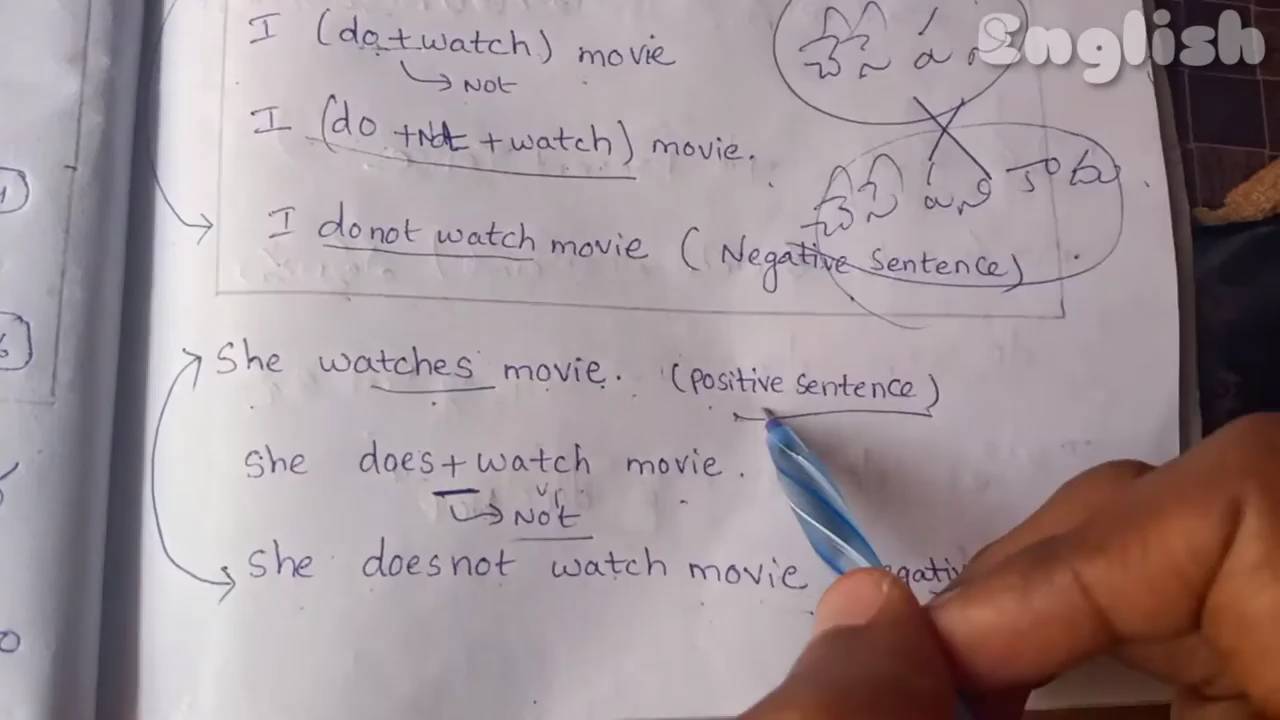 English
I (do+watch) movie
Not
I (do +Not +watch) movie.
I donot watch movie (Negative Sentence)
She watches movie. (positive sentence)
She does+watch movie.
Not
She doesnot watch movie